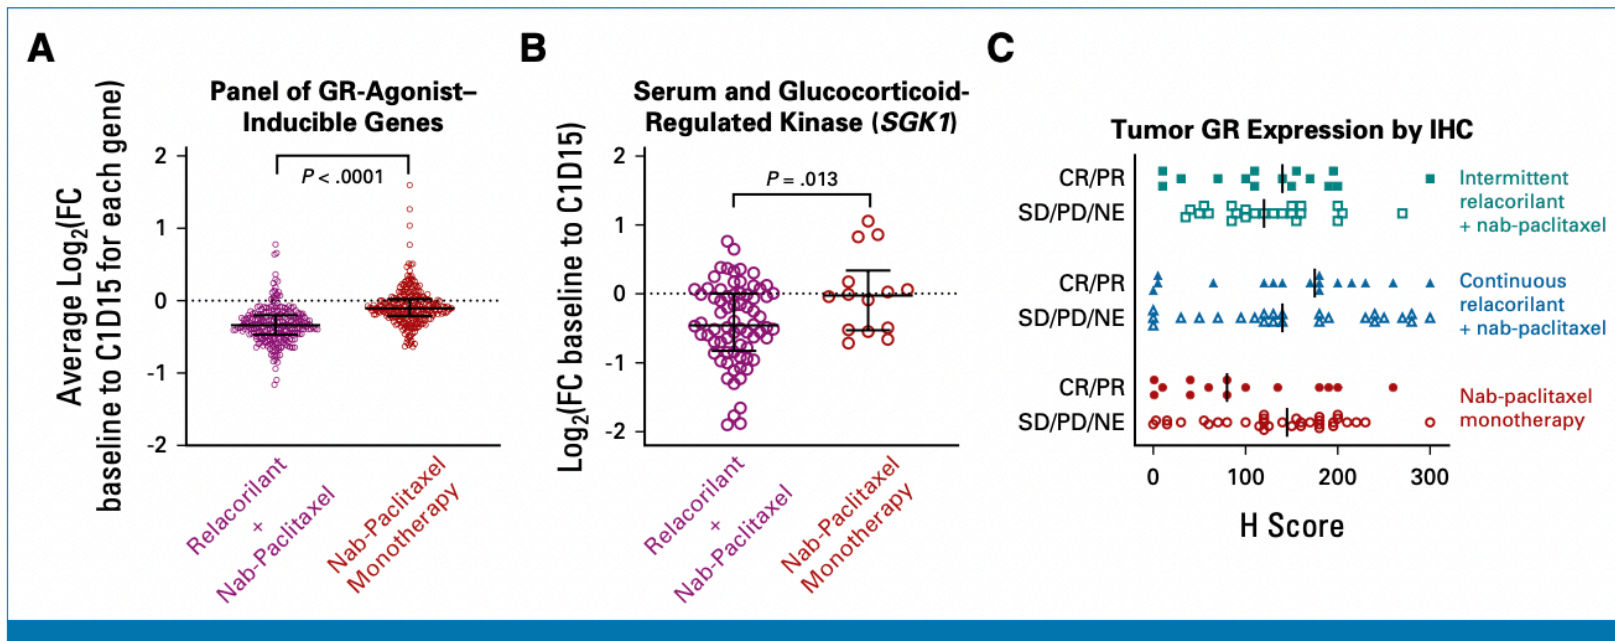 A
Panel of GR-Agonist–
Inducible Genes
Average Log2(FC
baseline to C1D15 for each gene)
2
1
0
-1
-2
P < .0001
Relacorilant
+
Nab-Paclitaxel
Nab-Paclitaxel
Monotherapy
B
Serum and Glucocorticoid-
Regulated Kinase (SGK1)
Log2(FC baseline to C1D15)
2
1
0
-1
-2
P = .013
Relacorilant
+
Nab-Paclitaxel
Nab-Paclitaxel
Monotherapy
C
Tumor GR Expression by IHC
CR/PR
SD/PD/NE
Intermittent
relacorilant
+ nab-paclitaxel
CR/PR
SD/PD/NE
Continuous
relacorilant
+ nab-paclitaxel
CR/PR
SD/PD/NE
Nab-paclitaxel
monotherapy
0 100 200 300
H Score